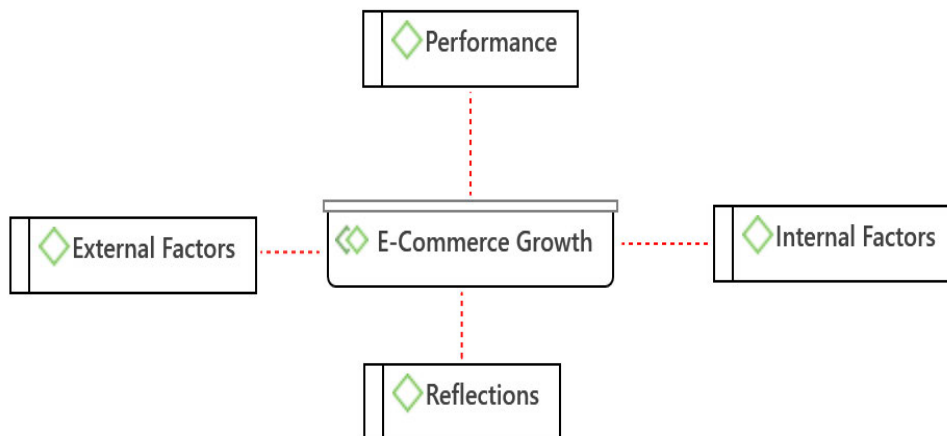 Performance
External Factors
E-Commerce Growth
Internal Factors
Reflections